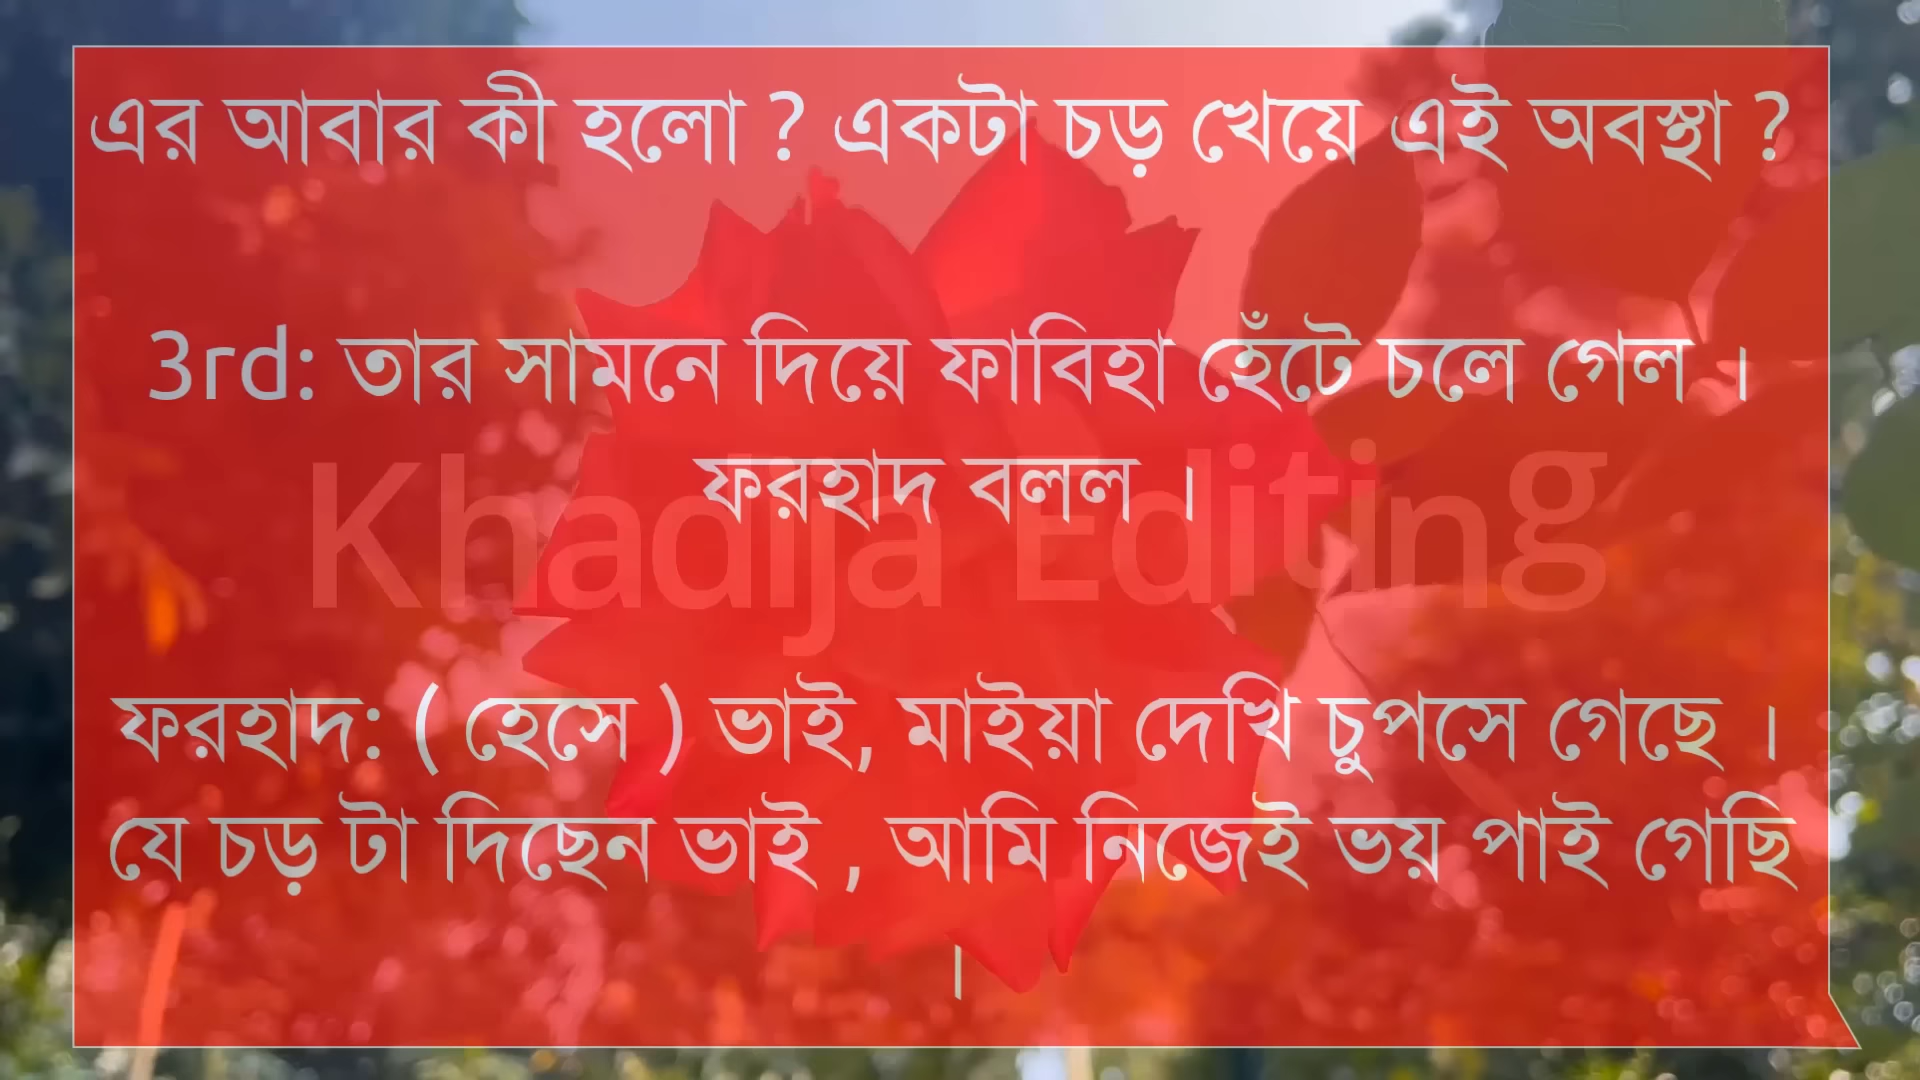 এর আবার কী হলো ? একটা চড় খেয়ে এই অবস্থা ?
3rd: তার সামনে দিয়ে ফাবিহা হেঁটে চলে গেল ।
ফরহাদ বলল ।
Khadija Editing
ফরহাদ: ( হেসে ) ভাই, মাইয়া দেখি চুপসে গেছে ।
যে চড় টা দিছেন ভাই , আমি নিজেই ভয় পাই গেছি
।